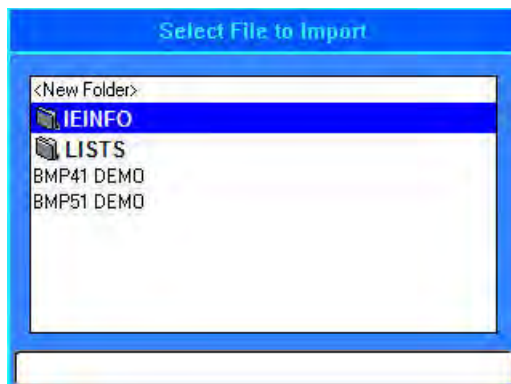 Select File to Import
<New Folder>
IEINFO
LISTS
BMP41 DEMO
BMP51 DEMO